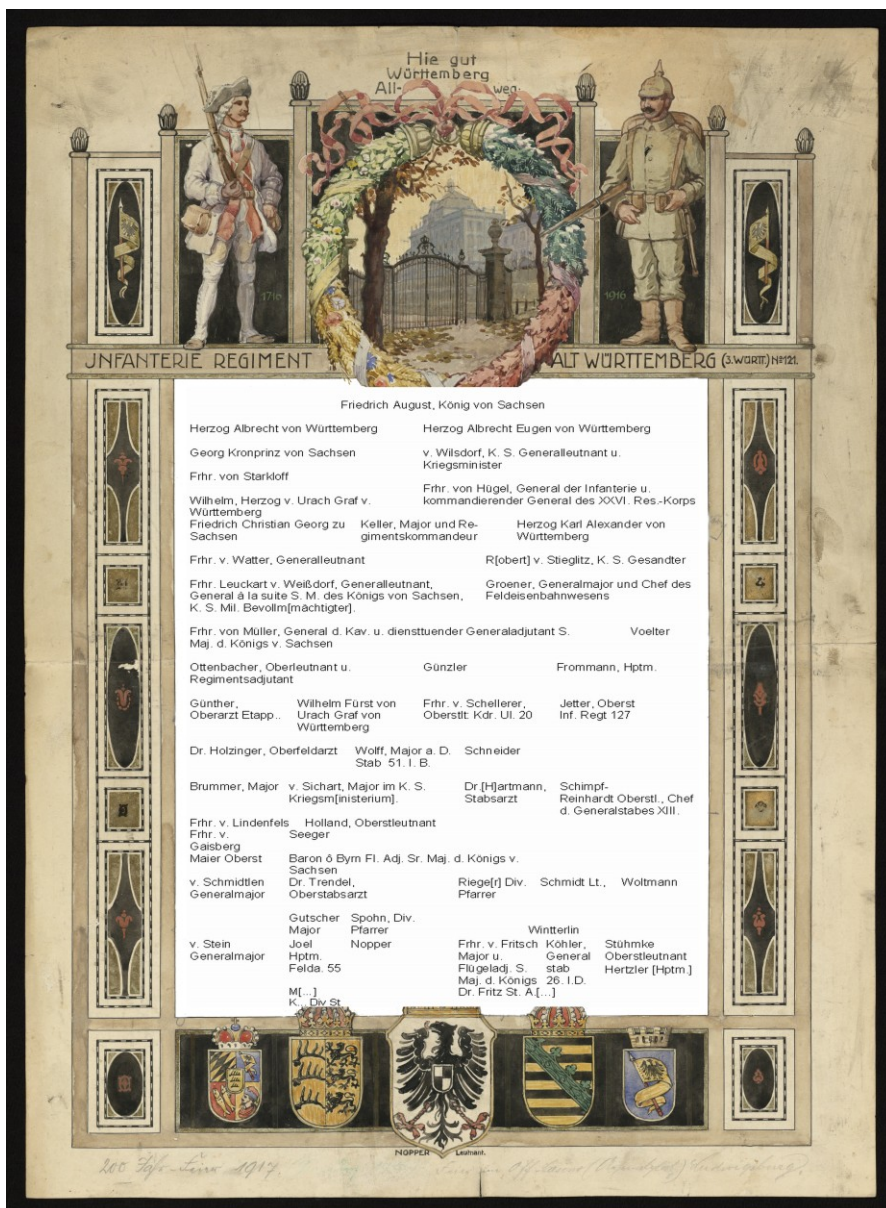 Hie gut
Württemberg
All- weg.
1716
1916
JNFANTERIE REGIMENT ALT WÜRTTEMBERG (3.WÜRTT.) Nº121.
Friedrich August, König von Sachsen
Herzog Albrecht von Württemberg Herzog Albrecht Eugen von Württemberg
Georg Kronprinz von Sachsen v. Wilsdorf, K. S. Generalleutnant u.
Kriegsminister
Frhr. von Starkloff
Frhr. von Hügel, General der Infanterie u.
Wilhelm, Herzog v. Urach Graf v. kommandierender General des XXVI. Res.-Korps
Württemberg
Friedrich Christian Georg zu Keller, Major und Re- Herzog Karl Alexander von
Sachsen gimentskommandeur Württemberg
Frhr. v. Watter, Generalleutnant R[obert] v. Stieglitz, K. S. Gesandter
Frhr. Leuckart v. Weißdorf, Generalleutnant, Groener, Generalmajor und Chef des
General á la suite S. M. des Königs von Sachsen, Feldeisenbahnwesens
K. S. Mil. Bevollm[mächtigter].
Frhr. von Müller, General d. Kav. u. diensttuender Generaladjutant S. Voelter
Maj. d. Königs v. Sachsen
Ottenbacher, Oberleutnant u. Günzler Frommann, Hptm.
Regimentsadjutant
Günther, Wilhelm Fürst von Frhr. v. Schellerer, Jetter, Oberst
Oberarzt Etapp.. Urach Graf von Oberstlt: Kdr. Ul. 20 Inf. Regt 127
Württemberg
Dr. Holzinger, Oberfeldarzt Wolff, Major a. D. Schneider
Stab 51. I. B.
Brummer, Major v. Sichart, Major im K. S. Dr.[H]artmann, Schimpf-
Kriegsm[inisterium]. Stabsarzt Reinhardt Oberstl., Chef
d. Generalstabes XIII.
Frhr. v. Lindenfels Holland, Oberstleutnant
Frhr. v. Seeger
Gaisberg
Maier Oberst Baron ô Byrn Fl. Adj. Sr. Maj. d. Königs v.
Sachsen
v. Schmidtlen Dr. Trendel, Riege[r] Div. Schmidt Lt., Woltmann
Generalmajor Oberstabsarzt Pfarrer
Gutscher Spohn, Div.
Major Pfarrer Wintterlin
v. Stein Joel Nopper Frhr. v. Fritsch Köhler, Stühmke
Generalmajor Hptm. Major u. General Oberstleutnant
Felda. 55 Flügeladj. S. stab Hertzler [Hptm.]
Maj. d. Königs 26. I.D.
M[...] Dr. Fritz St. A.[...]
K... Div St
NOPPER Leutnant.
200 Jahr-Feier 1917.